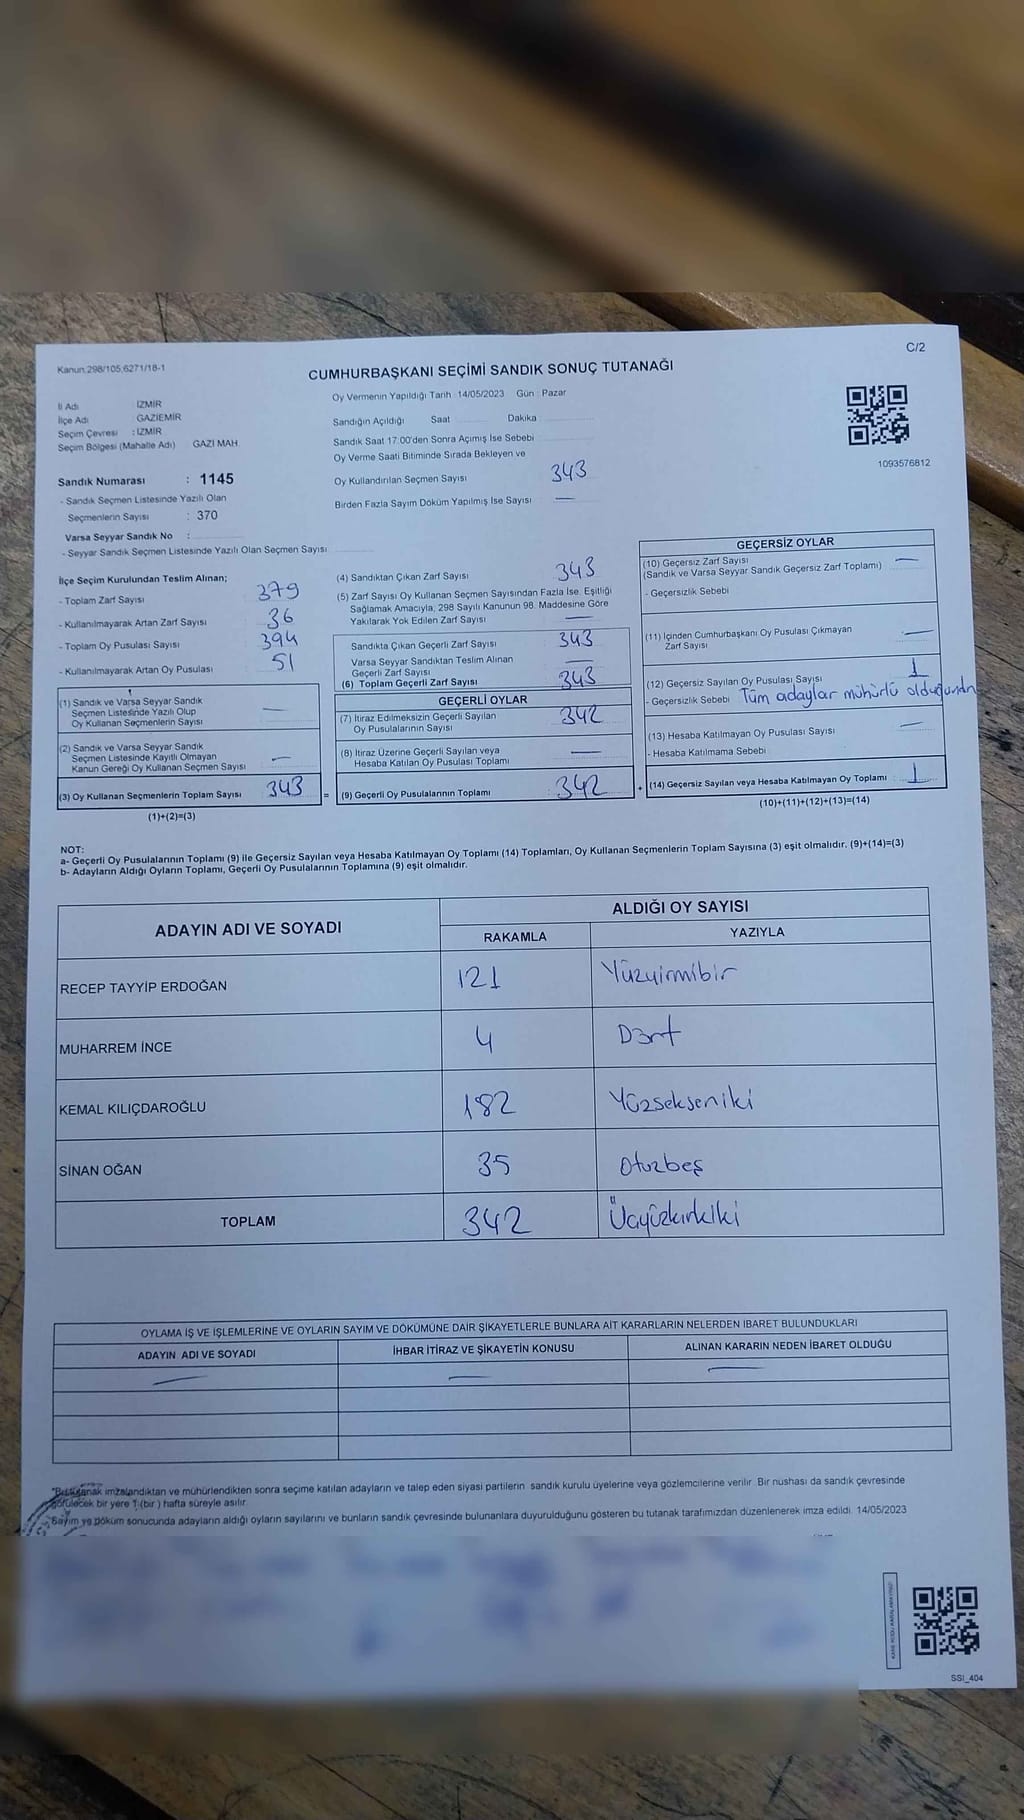 C/2
Kanun:298/105;6271/18-1
CUMHURBAŞKANI SEÇİMİ SANDIK SONUÇ TUTANAĞI
İl Adı : İZMİR
İlçe Adı : GAZİEMİR
Seçim Çevresi : İZMİR
Seçim Bölgesi (Mahalle Adı) GAZİ MAH.
Sandık Numarası : 1145
- Sandık Seçmen Listesinde Yazılı Olan
Seçmenlerin Sayısı : 370
Varsa Seyyar Sandık No :
- Seyyar Sandık Seçmen Listesinde Yazılı Olan Seçmen Sayısı
Oy Vermenin Yapıldığı Tarih : 14/05/2023 Gün : Pazar
Sandığın Açıldığı Saat Dakika
Sandık Saat 17:00'den Sonra Açımış İse Sebebi
Oy Verme Saati Bitiminde Sırada Bekleyen ve
Oy Kullandırılan Seçmen Sayısı 343
Birden Fazla Sayım Döküm Yapılmış İse Sayısı —
1093576812
İlçe Seçim Kurulundan Teslim Alınan;
- Toplam Zarf Sayısı 379
- Kullanılmayarak Artan Zarf Sayısı 36
- Toplam Oy Pusulası Sayısı 394
- Kullanılmayarak Artan Oy Pusulası 51
(1) Sandık ve Varsa Seyyar Sandık
Seçmen Listesinde Yazılı Olup
Oy Kullanan Seçmenlerin Sayısı —
(2) Sandık ve Varsa Seyyar Sandık
Seçmen Listesinde Kayıtlı Olmayan
Kanun Gereği Oy Kullanan Seçmen Sayısı —
(3) Oy Kullanan Seçmenlerin Toplam Sayısı 343 =
(1)+(2)=(3)
(4) Sandıktan Çıkan Zarf Sayısı 343
(5) Zarf Sayısı Oy Kullanan Seçmen Sayısından Fazla İse, Eşitliği
Sağlamak Amacıyla; 298 Sayılı Kanunun 98. Maddesine Göre
Yakılarak Yok Edilen Zarf Sayısı —
Sandıkta Çıkan Geçerli Zarf Sayısı 343
Varsa Seyyar Sandıktan Teslim Alınan
Geçerli Zarf Sayısı —
(6) Toplam Geçerli Zarf Sayısı 343
GEÇERLİ OYLAR
(7) İtiraz Edilmeksizin Geçerli Sayılan
Oy Pusulalarının Sayısı 342
(8) İtiraz Üzerine Geçerli Sayılan veya
Hesaba Katılan Oy Pusulası Toplamı —
(9) Geçerli Oy Pusulalarının Toplamı 342 +
GEÇERSİZ OYLAR
(10) Geçersiz Zarf Sayısı —
(Sandık ve Varsa Seyyar Sandık Geçersiz Zarf Toplamı)
- Geçersizlik Sebebi
(11) İçinden Cumhurbaşkanı Oy Pusulası Çıkmayan
Zarf Sayısı —
(12) Geçersiz Sayılan Oy Pusulası Sayısı 1
- Geçersizlik Sebebi Tüm adaylar mühürlü olduğundn
(13) Hesaba Katılmayan Oy Pusulası Sayısı —
- Hesaba Katılmama Sebebi
(14) Geçersiz Sayılan veya Hesaba Katılmayan Oy Toplamı 1
(10)+(11)+(12)+(13)=(14)
NOT:
a- Geçerli Oy Pusulalarının Toplamı (9) ile Geçersiz Sayılan veya Hesaba Katılmayan Oy Toplamı (14) Toplamları, Oy Kullanan Seçmenlerin Toplam Sayısına (3) eşit olmalıdır. (9)+(14)=(3)
b- Adayların Aldığı Oyların Toplamı, Geçerli Oy Pusulalarının Toplamına (9) eşit olmalıdır.
ADAYIN ADI VE SOYADI ALDIĞI OY SAYISI
RAKAMLA YAZIYLA
RECEP TAYYİP ERDOĞAN 121 Yüzyirmibir
MUHARREM İNCE 4 Dört
KEMAL KILIÇDAROĞLU 182 Yüzsekseniki
SİNAN OĞAN 35 Otuzbeş
TOPLAM 342 Üçyüzkırkiki
OYLAMA İŞ VE İŞLEMLERİNE VE OYLARIN SAYIM VE DÖKÜMÜNE DAİR ŞİKAYETLERLE BUNLARA AİT KARARLARIN NELERDEN İBARET BULUNDUKLARI
ADAYIN ADI VE SOYADI İHBAR İTİRAZ VE ŞİKAYETİN KONUSU ALINAN KARARIN NEDEN İBARET OLDUĞU
— — —
*Bu tutanak imzalandıktan ve mühürlendikten sonra seçime katılan adayların ve talep eden siyasi partilerin sandık kurulu üyelerine veya gözlemcilerine verilir. Bir nüshası da sandık çevresinde
görülecek bir yere 1 (bir) hafta süreyle asılır.
Sayım ve döküm sonucunda adayların aldığı oyların sayılarını ve bunların sandık çevresinde bulunanlara duyurulduğunu gösteren bu tutanak tarafımızdan düzenlenerek imza edildi. 14/05/2023
SSİ_404